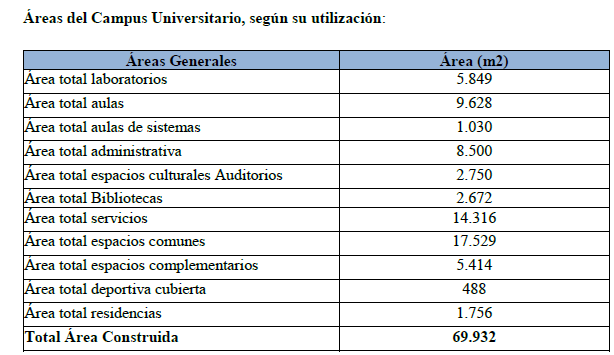 Áreas del Campus Universitario, según su utilización:
Áreas Generales Área (m2)
Área total laboratorios 5.849
Área total aulas 9.628
Área total aulas de sistemas 1.030
Área total administrativa 8.500
Área total espacios culturales Auditorios 2.750
Área total Bibliotecas 2.672
Área total servicios 14.316
Área total espacios comunes 17.529
Área total espacios complementarios 5.414
Área total deportiva cubierta 488
Área total residencias 1.756
Total Área Construida 69.932